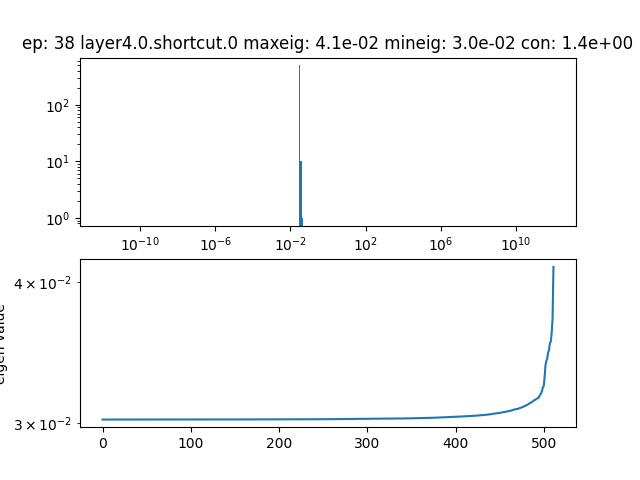 ep: 38 layer4.0.shortcut.0 maxeig: 4.1e-02 mineig: 3.0e-02 con: 1.4e+00
10²
10¹
10⁰
10⁻¹⁰ 10⁻⁶ 10⁻² 10² 10⁶ 10¹⁰
4 × 10⁻²
eigen value
3 × 10⁻²
0 100 200 300 400 500